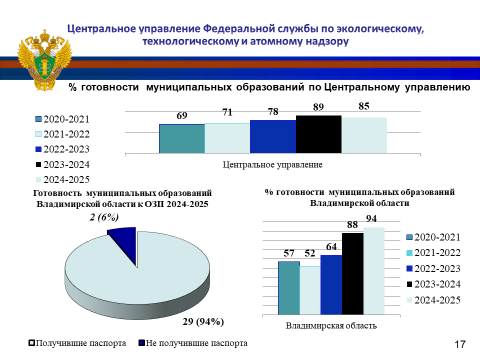 Центральное управление Федеральной службы по экологическому,
технологическому и атомному надзору
% готовности муниципальных образований по Центральному управлению
2020-2021
2021-2022
2022-2023
2023-2024
2024-2025
69 71 78 89 85
Центральное управление
Готовность муниципальных образований
Владимирской области к ОЗП 2024-2025
2 (6%)
29 (94%)
Получившие паспорта Не получившие паспорта
% готовности муниципальных образований
Владимирской области
57 52 64 88 94
Владимирская область
2020-2021
2021-2022
2022-2023
2023-2024
2024-2025
17